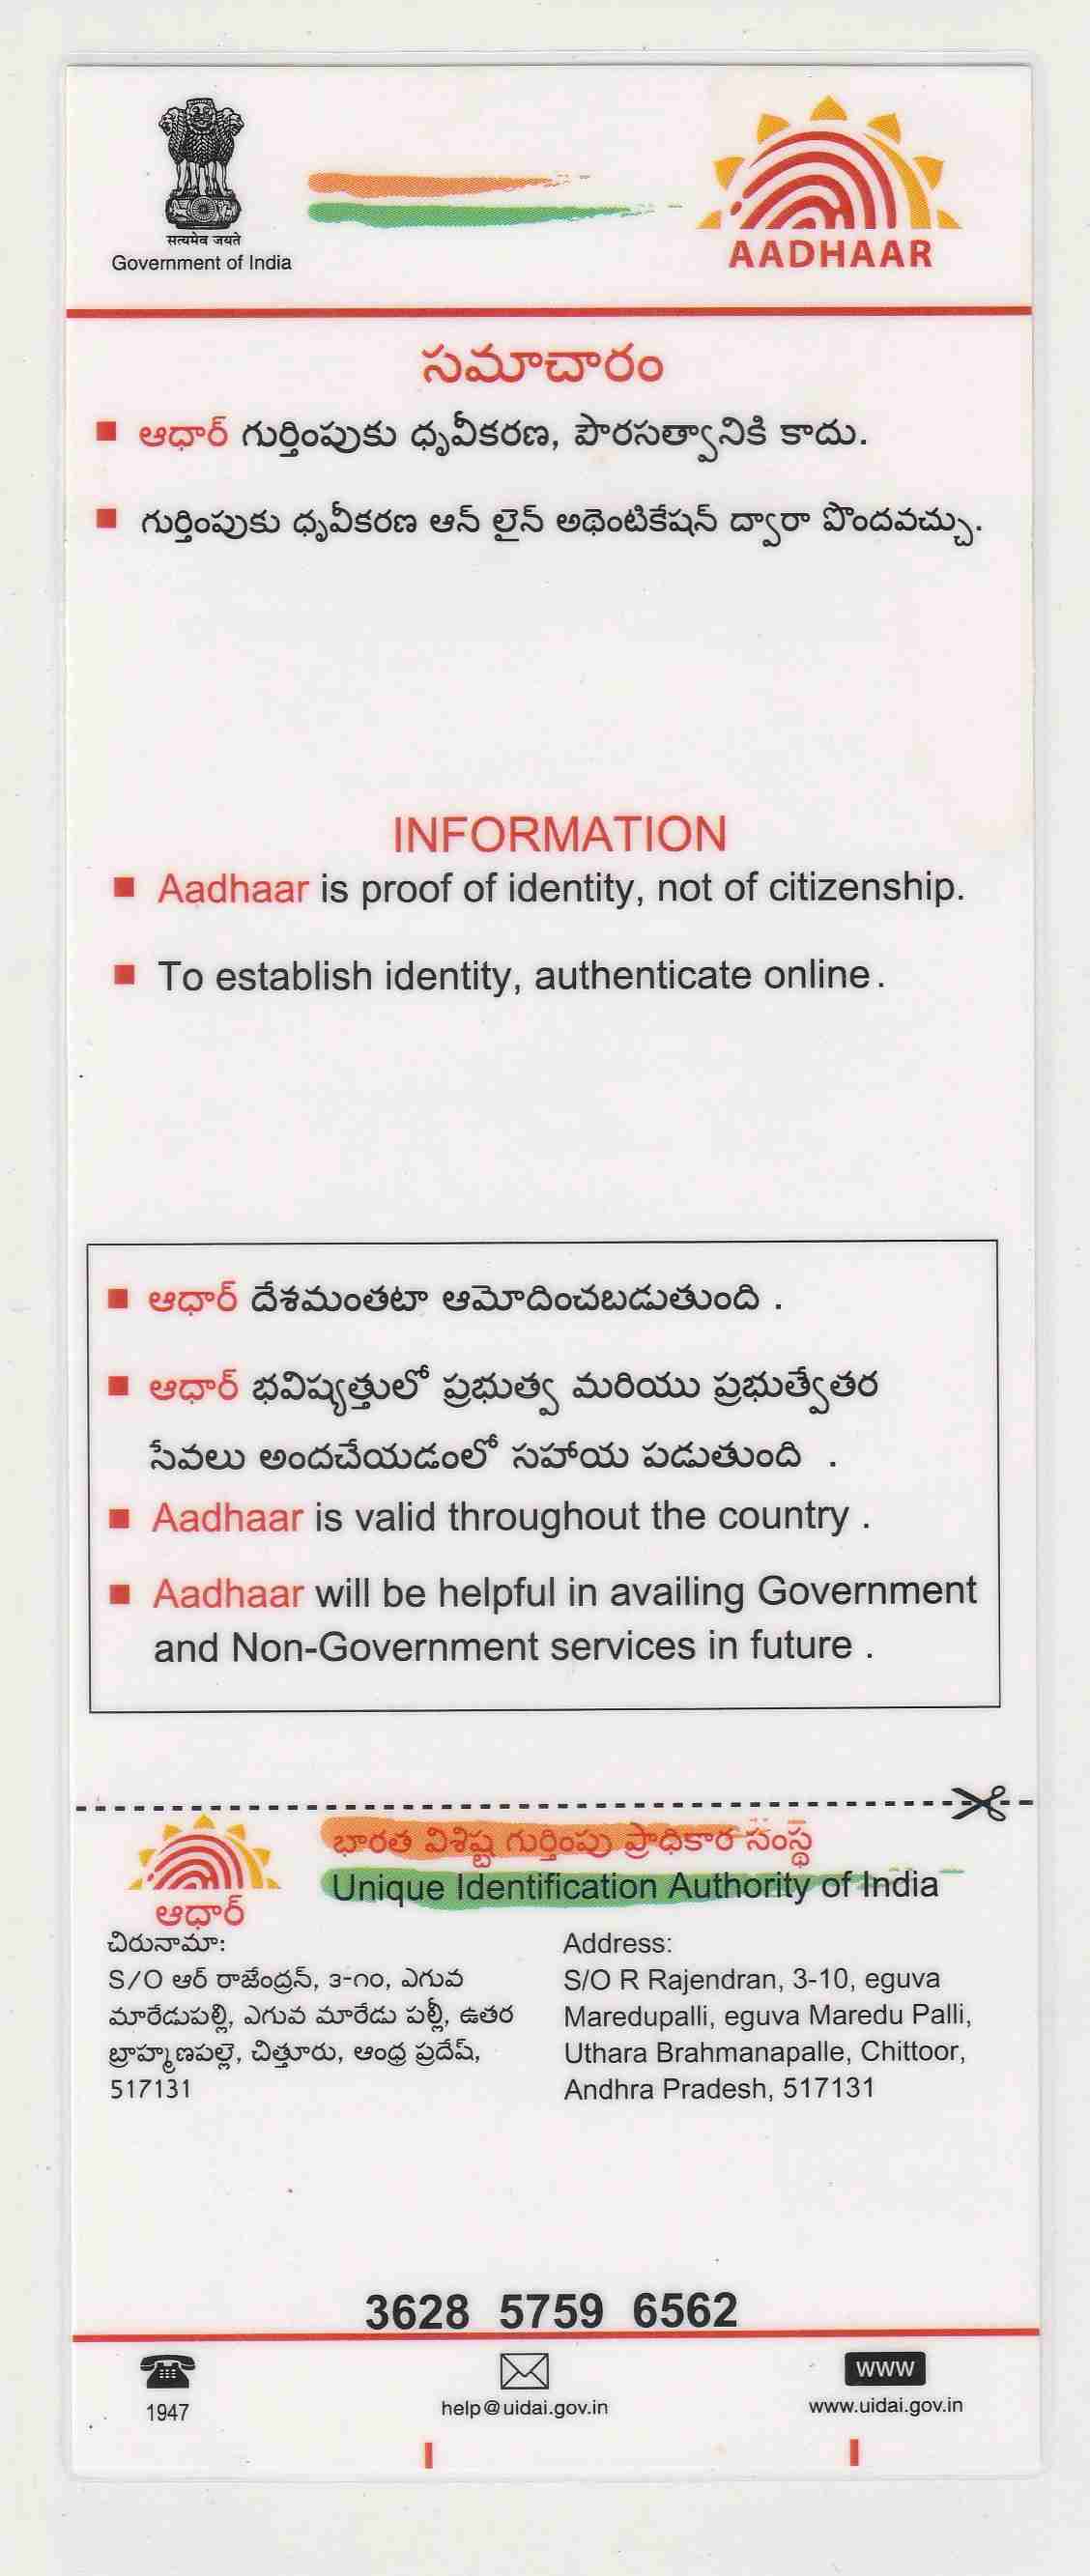 सत्यमेव जयते
Government of India
AADHAAR
సమాచారం
ఆధార్ గుర్తింపుకు ధృవీకరణ, పౌరసత్వానికి కాదు.
గుర్తింపుకు ధృవీకరణ ఆన్ లైన్ అథెంటికేషన్ ద్వారా పొందవచ్చు.
INFORMATION
Aadhaar is proof of identity, not of citizenship.
To establish identity, authenticate online.
ఆధార్ దేశమంతటా ఆమోదించబడుతుంది .
ఆధార్ భవిష్యత్తులో ప్రభుత్వ మరియు ప్రభుత్వేతర
సేవలు అందచేయడంలో సహాయ పడుతుంది .
Aadhaar is valid throughout the country .
Aadhaar will be helpful in availing Government
and Non-Government services in future .
భారత విశిష్ట గుర్తింపు ప్రాధికార సంస్థ
Unique Identification Authority of India
ఆధార్
చిరునామా:
S/O ఆర్ రాజేంద్రన్, ౩-౧౦, ఎగువ
మారేడుపల్లి, ఎగువ మారేడు పల్లీ, ఉతర
బ్రాహ్మణపల్లె, చిత్తూరు, ఆంధ్ర ప్రదేష్,
517131
Address:
S/O R Rajendran, 3-10, eguva
Maredupalli, eguva Maredu Palli,
Uthara Brahmanapalle, Chittoor,
Andhra Pradesh, 517131
3628 5759 6562
WWW
1947
help@uidai.gov.in
www.uidai.gov.in